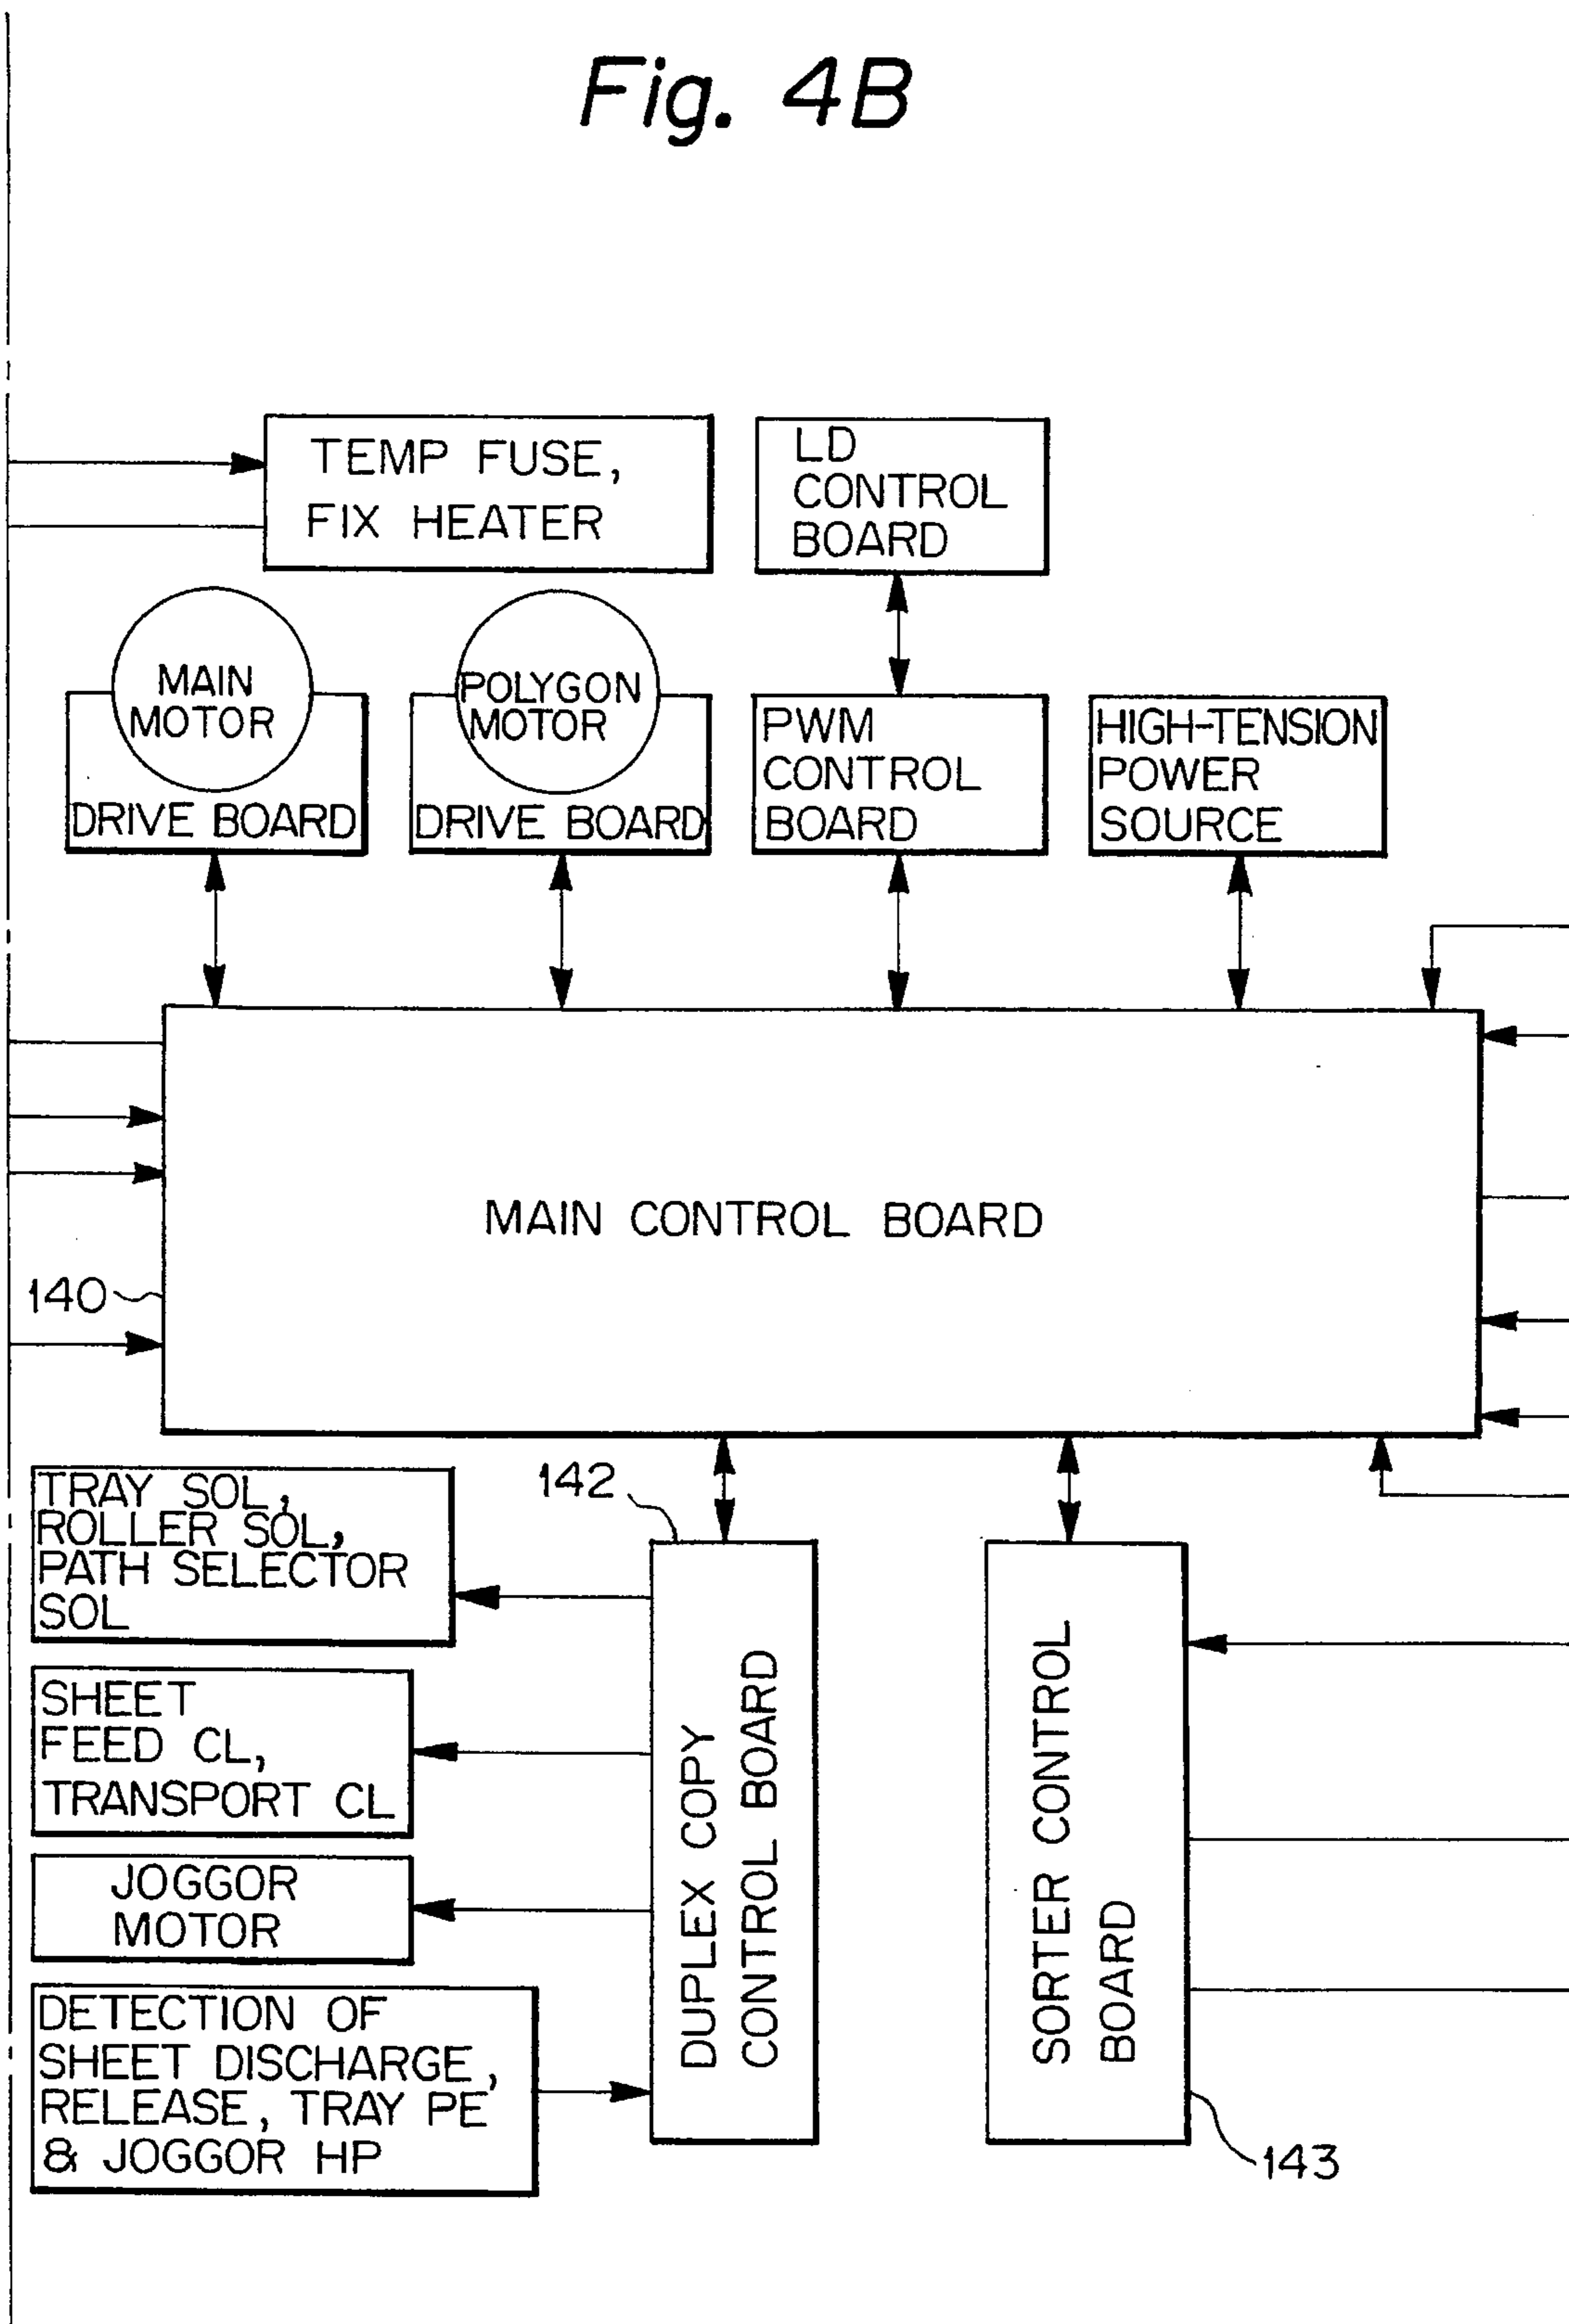 Fig. 4B
TEMP FUSE,
FIX HEATER
LD
CONTROL
BOARD
MAIN
MOTOR
DRIVE BOARD
POLYGON
MOTOR
DRIVE BOARD
PWM
CONTROL
BOARD
HIGH-TENSION
POWER
SOURCE
MAIN CONTROL BOARD
140
TRAY SOL,
ROLLER SOL,
PATH SELECTOR
SOL
142
SHEET
FEED CL,
TRANSPORT CL
JOGGOR
MOTOR
DETECTION OF
SHEET DISCHARGE,
RELEASE, TRAY PE
& JOGGOR HP
DUPLEX COPY
CONTROL BOARD
SORTER CONTROL
BOARD
143